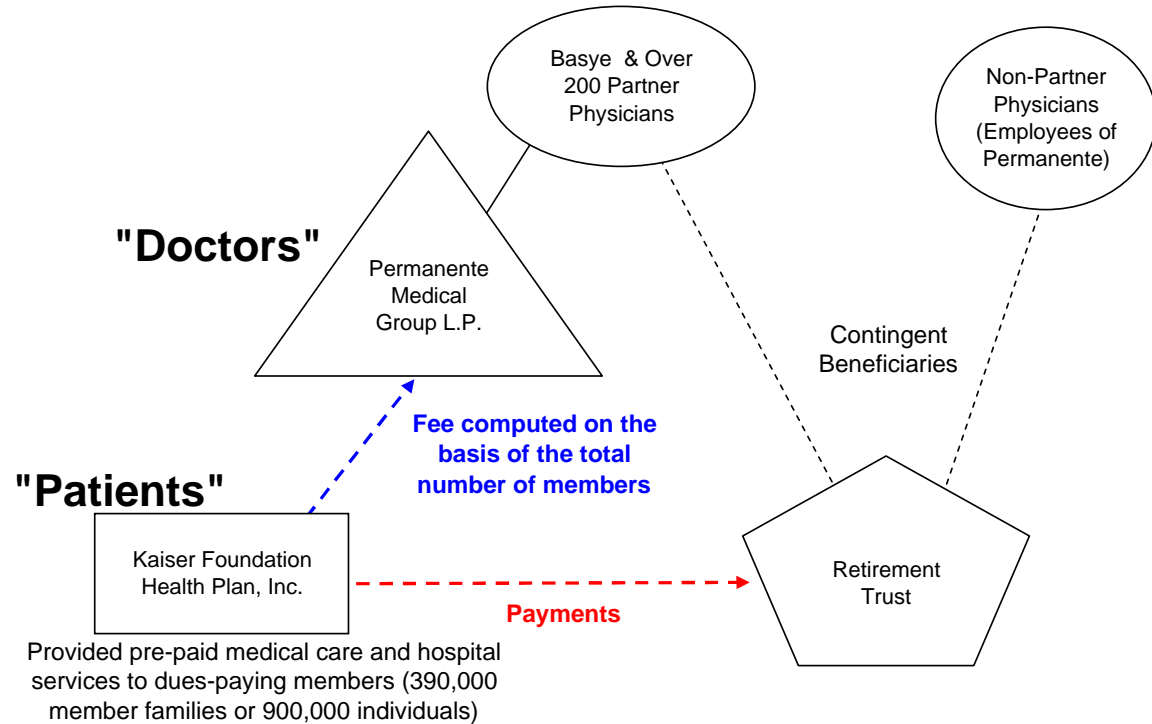 Basye & Over
200 Partner
Physicians
Non-Partner
Physicians
(Employees of
Permanente)
"Doctors"
Permanente
Medical
Group L.P.
Contingent
Beneficiaries
Fee computed on the
basis of the total
number of members
"Patients"
Kaiser Foundation
Health Plan, Inc.
Payments
Retirement
Trust
Provided pre-paid medical care and hospital
services to dues-paying members (390,000
member families or 900,000 individuals)